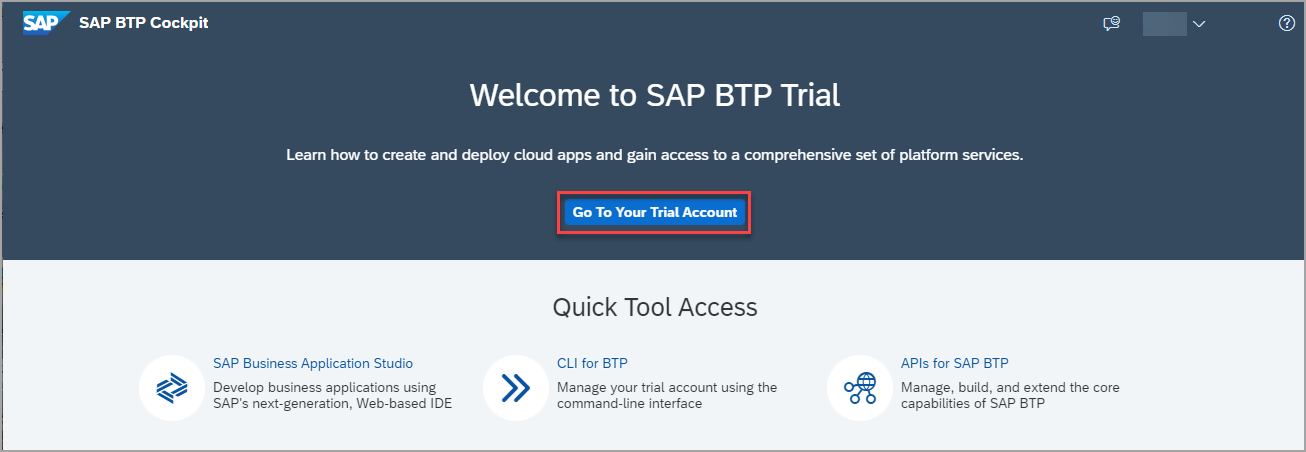 SAP SAP BTP Cockpit
Welcome to SAP BTP Trial
Learn how to create and deploy cloud apps and gain access to a comprehensive set of platform services.
Go To Your Trial Account
Quick Tool Access
SAP Business Application Studio
Develop business applications using
SAP's next-generation, Web-based IDE
CLI for BTP
Manage your trial account using the
command-line interface
APIs for SAP BTP
Manage, build, and extend the core
capabilities of SAP BTP